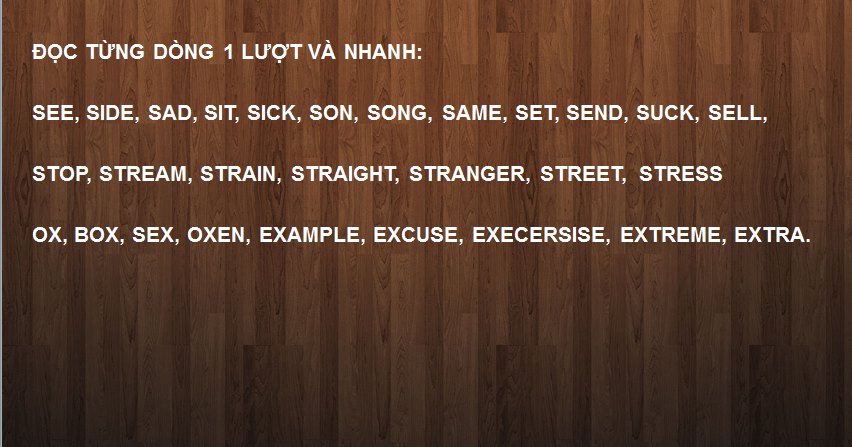 ĐỌC TỪNG DÒNG 1 LƯỢT VÀ NHANH:
SEE, SIDE, SAD, SIT, SICK, SON, SONG, SAME, SET, SEND, SUCK, SELL,
STOP, STREAM, STRAIN, STRAIGHT, STRANGER, STREET, STRESS
OX, BOX, SEX, OXEN, EXAMPLE, EXCUSE, EXECERSISE, EXTREME, EXTRA.